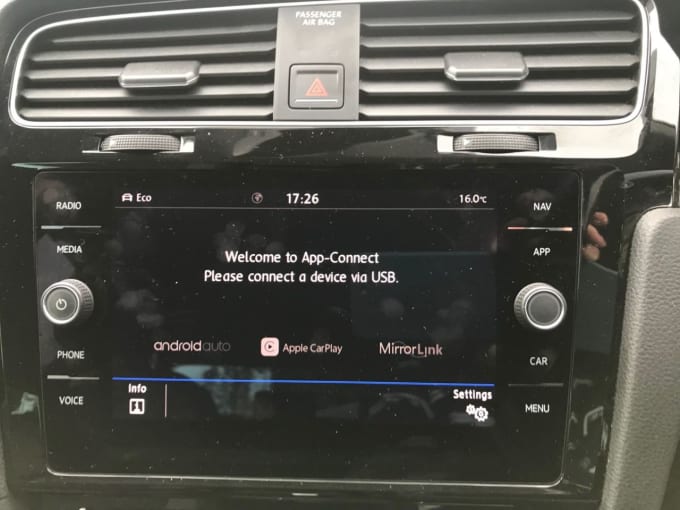 PASSENGER
AIR BAG
RADIO
MEDIA
PHONE
VOICE
Eco
17:26
16.0°C
Welcome to App-Connect
Please connect a device via USB.
androidauto
Apple CarPlay
MirrorLink
Info
Settings
NAV
APP
CAR
MENU